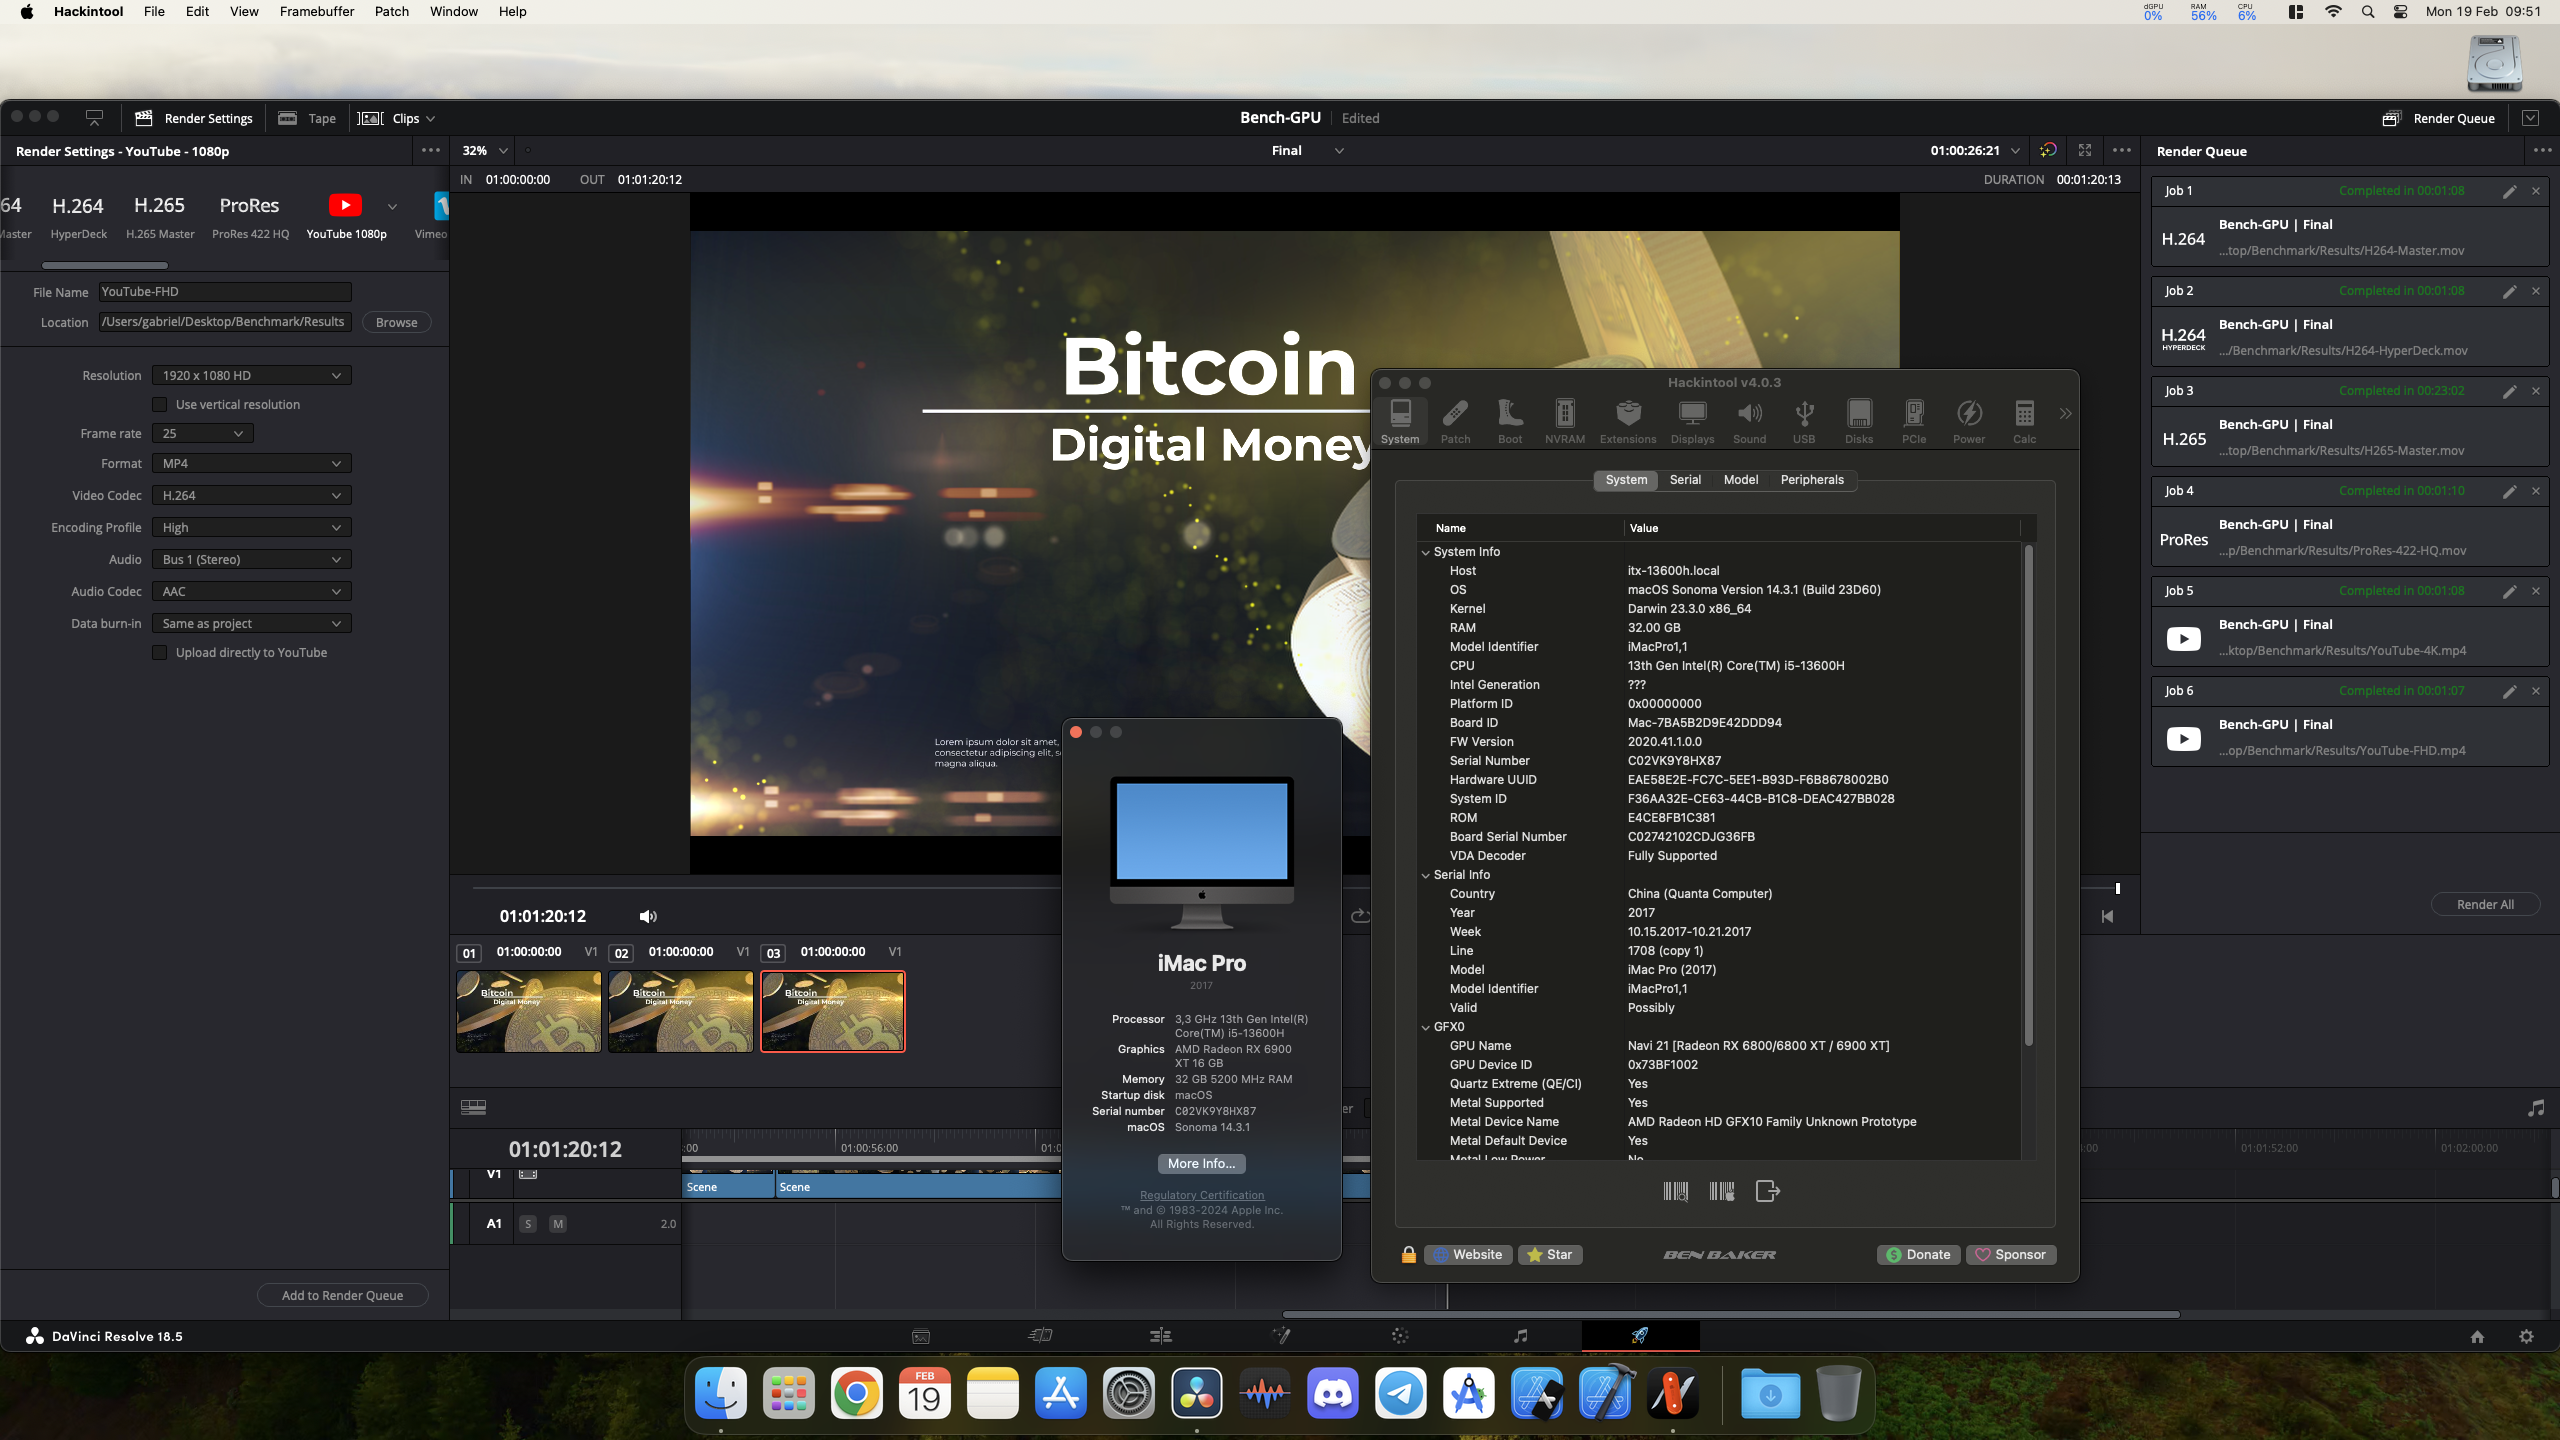 Hackintool File Edit View Framebuffer Patch Window Help
dGPU 0% RAM 56% CPU 6% Mon 19 Feb 09:51
Render Settings Tape Clips
Bench-GPU Edited
Render Queue
Render Settings - YouTube - 1080p
32%
Final
01:00:26:21
Render Queue
IN 01:00:00:00 OUT 01:01:20:12
DURATION 00:01:20:13
64 H.264 H.265 ProRes
Master HyperDeck H.265 Master ProRes 422 HQ YouTube 1080p Vimeo
File Name YouTube-FHD
Location /Users/gabriel/Desktop/Benchmark/Results Browse
Resolution 1920 x 1080 HD
Use vertical resolution
Frame rate 25
Format MP4
Video Codec H.264
Encoding Profile High
Audio Bus 1 (Stereo)
Audio Codec AAC
Data burn-in Same as project
Upload directly to YouTube
Add to Render Queue
Bitcoin
Digital Money
Lorem ipsum dolor sit amet,
consectetur adipiscing elit, s
magna aliqua.
Job 1 Completed in 00:01:08
H.264
Bench-GPU | Final
...top/Benchmark/Results/H264-Master.mov
Job 2 Completed in 00:01:08
H.264
HYPERDECK
Bench-GPU | Final
.../Benchmark/Results/H264-HyperDeck.mov
Job 3 Completed in 00:23:02
H.265
Bench-GPU | Final
...top/Benchmark/Results/H265-Master.mov
Job 4 Completed in 00:01:10
ProRes
Bench-GPU | Final
...p/Benchmark/Results/ProRes-422-HQ.mov
Job 5 Completed in 00:01:08
Bench-GPU | Final
...ktop/Benchmark/Results/YouTube-4K.mp4
Job 6 Completed in 00:01:07
Bench-GPU | Final
...op/Benchmark/Results/YouTube-FHD.mp4
Render All
Hackintool v4.0.3
System Patch Boot NVRAM Extensions Displays Sound USB Disks PCIe Power Calc
System Serial Model Peripherals
Name Value
System Info
Host itx-13600h.local
OS macOS Sonoma Version 14.3.1 (Build 23D60)
Kernel Darwin 23.3.0 x86_64
RAM 32.00 GB
Model Identifier iMacPro1,1
CPU 13th Gen Intel(R) Core(TM) i5-13600H
Intel Generation ???
Platform ID 0x00000000
Board ID Mac-7BA5B2D9E42DDD94
FW Version 2020.41.1.0.0
Serial Number C02VK9Y8HX87
Hardware UUID EAE58E2E-FC7C-5EE1-B93D-F6B8678002B0
System ID F36AA32E-CE63-44CB-B1C8-DEAC427BB028
ROM E4CE8FB1C381
Board Serial Number C02742102CDJG36FB
VDA Decoder Fully Supported
Serial Info
Country China (Quanta Computer)
Year 2017
Week 10.15.2017-10.21.2017
Line 1708 (copy 1)
Model iMac Pro (2017)
Model Identifier iMacPro1,1
Valid Possibly
GFX0
GPU Name Navi 21 [Radeon RX 6800/6800 XT / 6900 XT]
GPU Device ID 0x73BF1002
Quartz Extreme (QE/CI) Yes
Metal Supported Yes
Metal Device Name AMD Radeon HD GFX10 Family Unknown Prototype
Metal Default Device Yes
Metal Low Power No
Website Star BEN BAKER Donate Sponsor
iMac Pro
2017
Processor 3,3 GHz 13th Gen Intel(R)
Core(TM) i5-13600H
Graphics AMD Radeon RX 6900
XT 16 GB
Memory 32 GB 5200 MHz RAM
Startup disk macOS
Serial number C02VK9Y8HX87
macOS Sonoma 14.3.1
More Info...
Regulatory Certification
™ and © 1983-2024 Apple Inc.
All Rights Reserved.
01:01:20:12
01 01:00:00:00 V1 02 01:00:00:00 V1 03 01:00:00:00 V1
Bitcoin
Digital Money
Bitcoin
Digital Money
Bitcoin
Digital Money
er
01:01:20:12
:00 01:00:56:00 01:0 :00 01:01:52:00 01:02:00:00
V1 Scene Scene
A1 S M 2.0
DaVinci Resolve 18.5
FEB
19